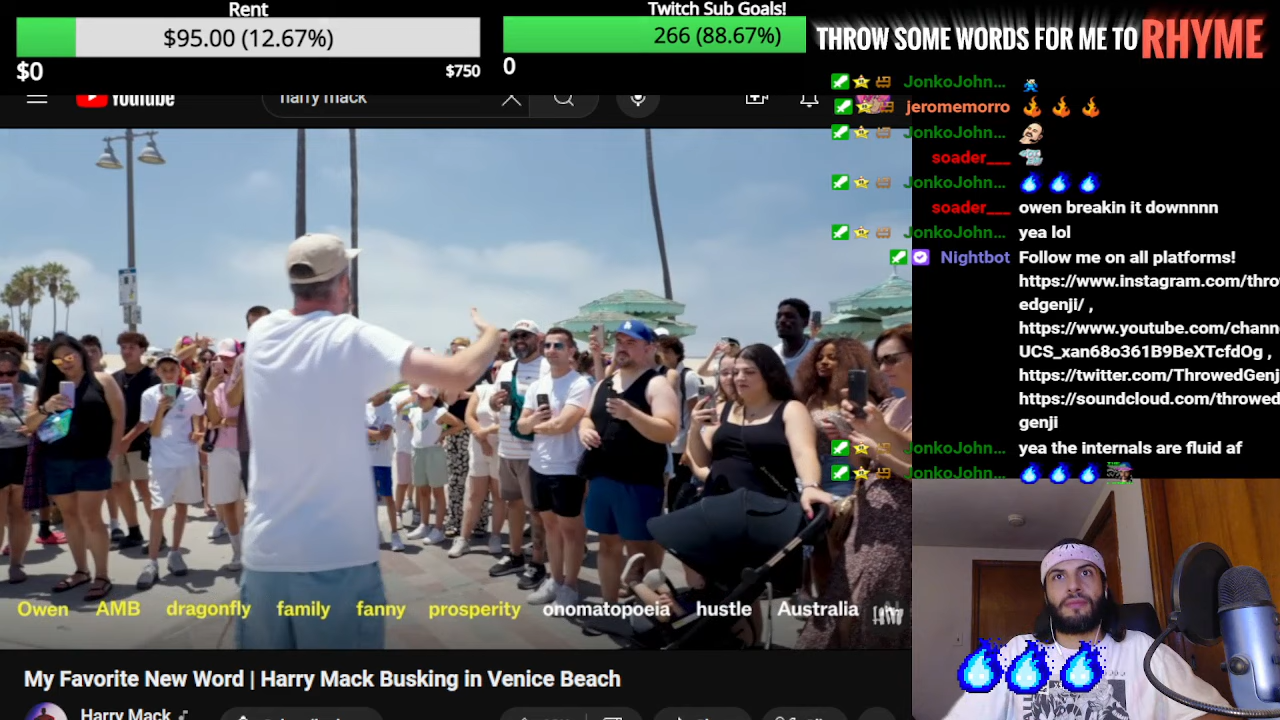 Rent
$95.00 (12.67%)
$0
$750
Twitch Sub Goals!
266 (88.67%)
0
THROW SOME WORDS FOR ME TO RHYME
YouTube
harry mack
JonkoJohn...
jeromemorro
JonkoJohn...
soader___
JonkoJohn...
soader___ owen breakin it downnnn
JonkoJohn... yea lol
Nightbot Follow me on all platforms!
https://www.instagram.com/thro
edgenji/ ,
https://www.youtube.com/chann
UCS_xan68o361B9BeXTcfdOg ,
https://twitter.com/ThrowedGenj
https://soundcloud.com/throwed
genji
JonkoJohn... yea the internals are fluid af
JonkoJohn...
Owen AMB dragonfly family fanny prosperity onomatopoeia hustle Australia
My Favorite New Word | Harry Mack Busking in Venice Beach
Harry Mack